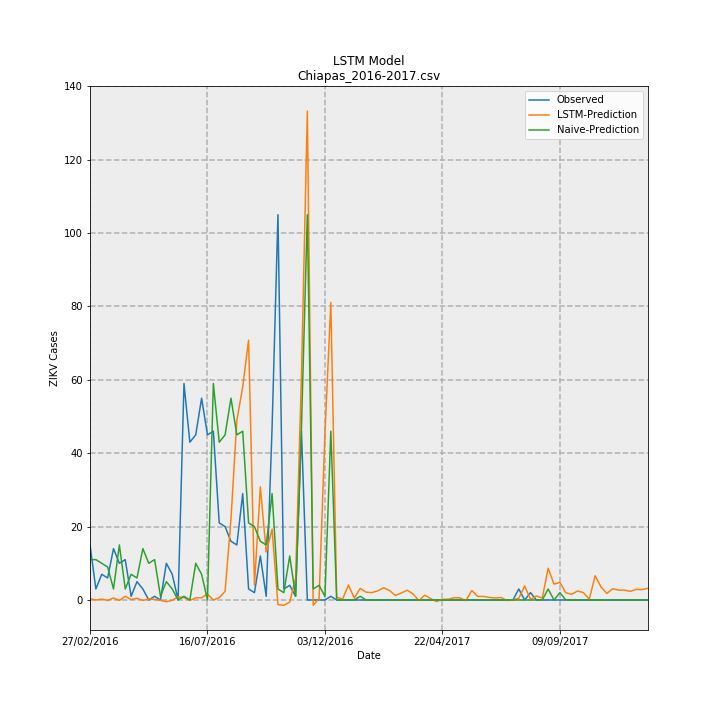 LSTM Model
Chiapas_2016-2017.csv
Observed
LSTM-Prediction
Naive-Prediction
140
120
100
80
60
40
20
0
ZIKV Cases
27/02/2016
16/07/2016
03/12/2016
22/04/2017
09/09/2017
Date